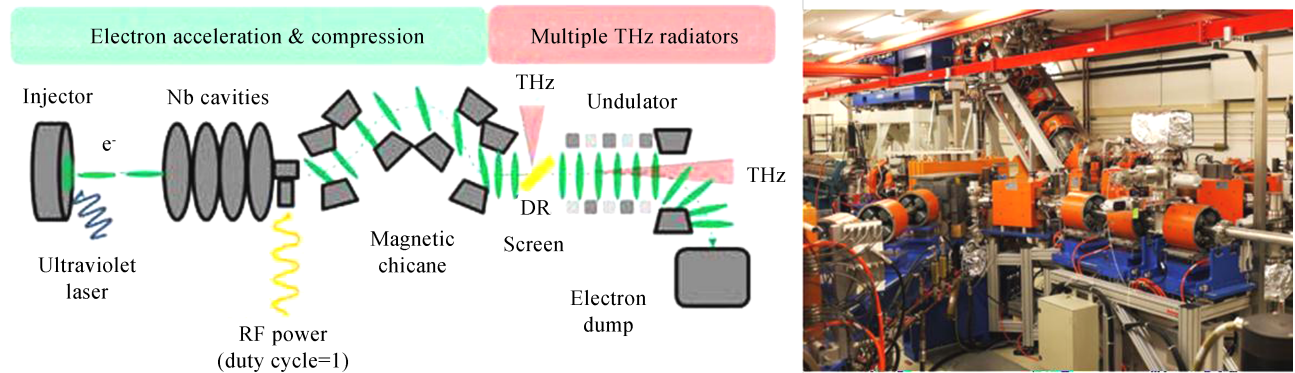 Electron acceleration & compression
Multiple THz radiators
Injector
Nb cavities
THz
Undulator
e-
THz
DR
Magnetic
chicane
Screen
Ultraviolet
laser
Electron
dump
RF power
(duty cycle=1)